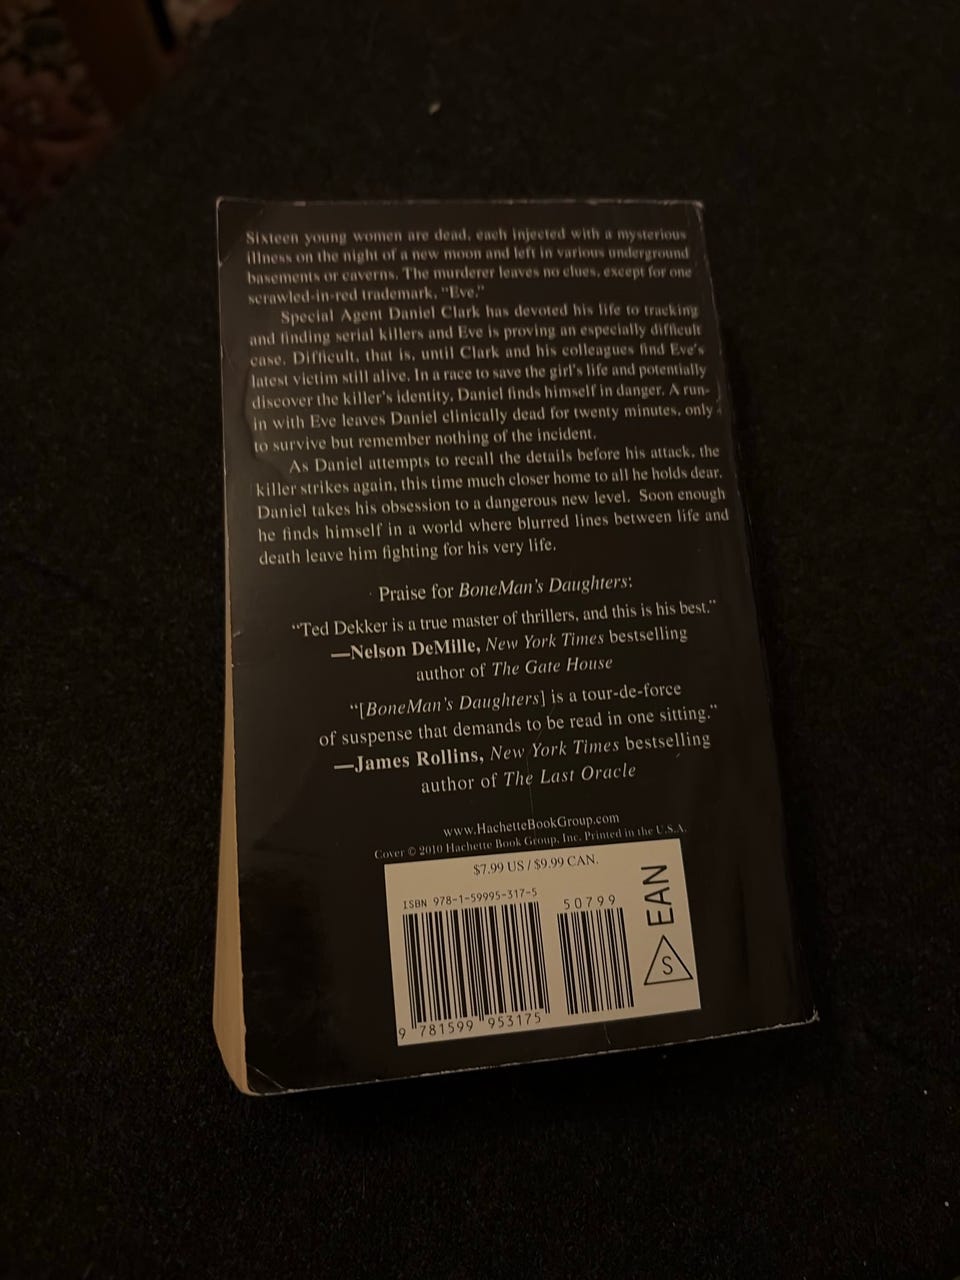 Sixteen young women are dead, each injected with a mysterious
illness on the night of a new moon and left in various underground
basements or caverns. The murderer leaves no clues, except for one
scrawled-in-red trademark, "Eve."
Special Agent Daniel Clark has devoted his life to tracking
and finding serial killers and Eve is proving an especially difficult
case. Difficult, that is, until Clark and his colleagues find Eve's
latest victim still alive. In a race to save the girl's life and potentially
discover the killer's identity, Daniel finds himself in danger. A run-
in with Eve leaves Daniel clinically dead for twenty minutes, only
to survive but remember nothing of the incident.
As Daniel attempts to recall the details before his attack, the
killer strikes again, this time much closer home to all he holds dear.
Daniel takes his obsession to a dangerous new level. Soon enough
he finds himself in a world where blurred lines between life and
death leave him fighting for his very life.
Praise for BoneMan's Daughters:
"Ted Dekker is a true master of thrillers, and this is his best."
—Nelson DeMille, New York Times bestselling
author of The Gate House
"[BoneMan's Daughters] is a tour-de-force
of suspense that demands to be read in one sitting."
—James Rollins, New York Times bestselling
author of The Last Oracle
www.HachetteBookGroup.com
Cover © 2010 Hachette Book Group, Inc. Printed in the U.S.A.
$7.99 US / $9.99 CAN.
ISBN 978-1-59995-317-5
50799
EAN
S
9 781599 953175